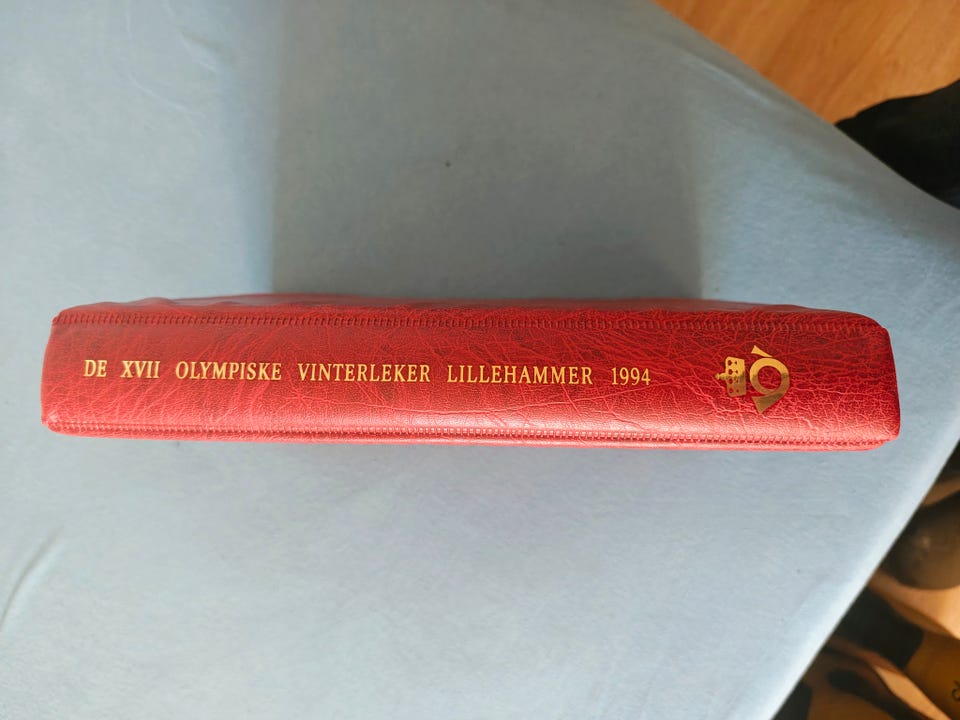 DE XVII OLYMPISKE VINTERLEKER LILLEHAMMER 1994